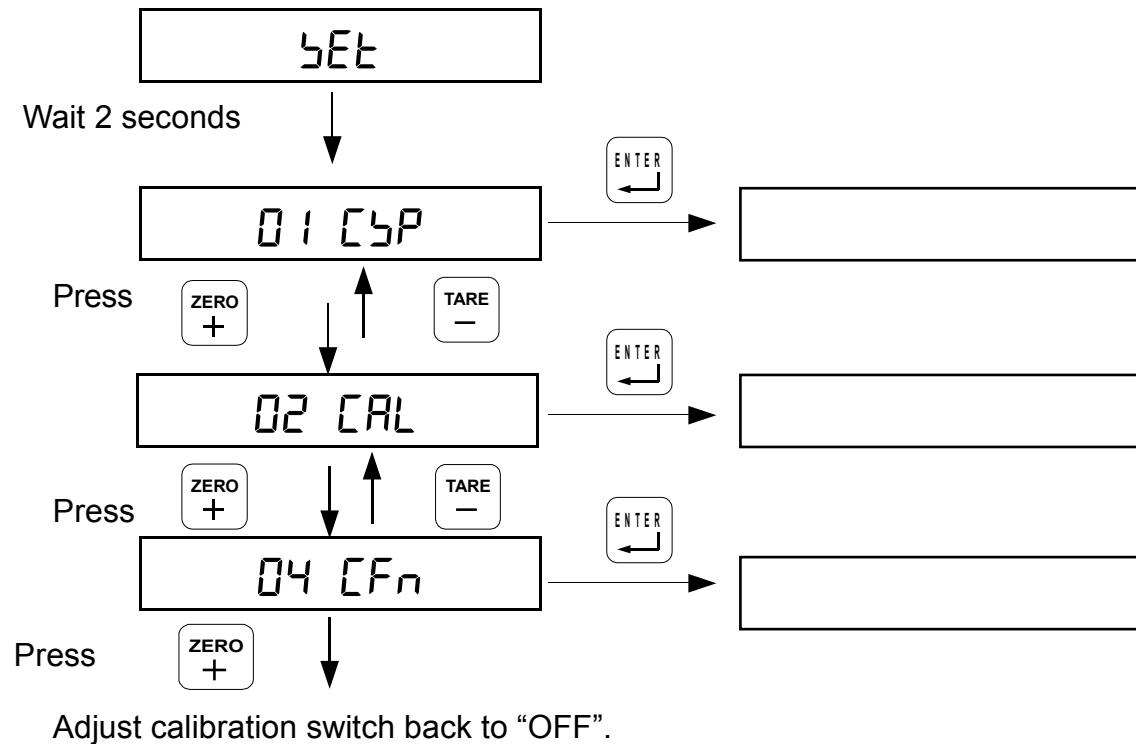 SEt
Wait 2 seconds
ENTER
01 CSP
Press
ZERO
+
TARE
−
ENTER
02 CAL
ZERO
+
TARE
−
Press
ENTER
04 CFn
Press
ZERO
+
Adjust calibration switch back to “OFF”.